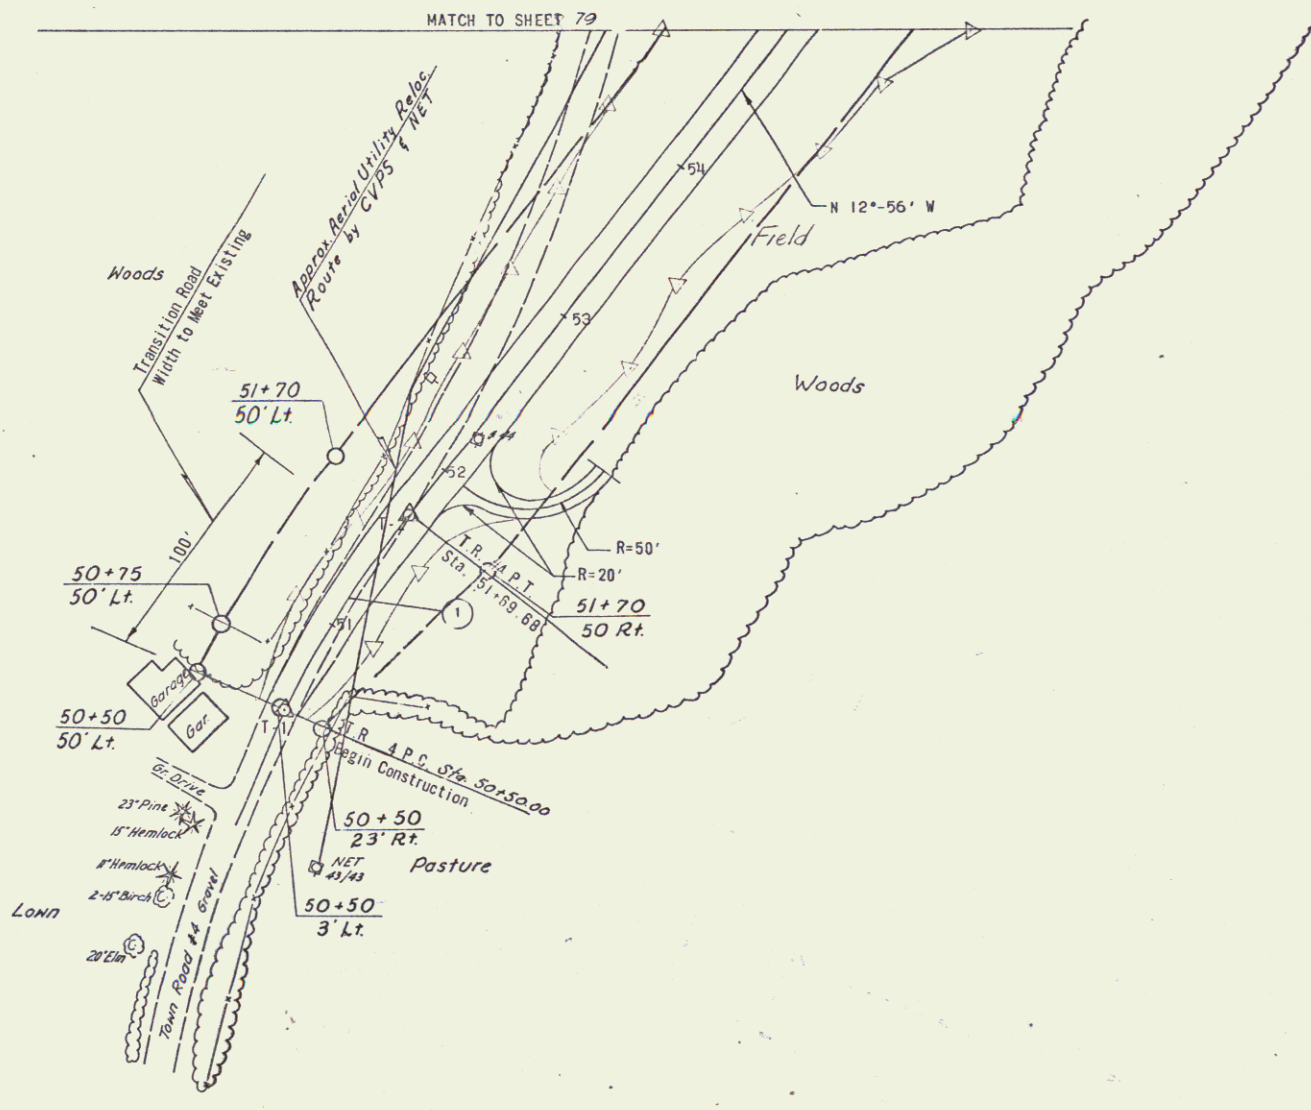 MATCH TO SHEET 79
Approx. Aerial Utility Reloc.
Route by CVPS & NET
54
N 12°-56' W
Field
Woods
Transition Road
Width to Meet Existing
53
Woods
51+70
50' Lt.
#44
52
100'
R=50'
R=20'
T.R. 4 P.T.
Sta. 51+69.68
50+75
50' Lt.
51+70
50 Rt.
1
51
Garage
Gar.
50+50
50' Lt.
T-1
T.R. 4 P.C. Sta. 50+50.00
Begin Construction
Gr. Drive
23" Pine
15" Hemlock
50+50
23' Rt.
11" Hemlock
NET
43/43
Pasture
2-15" Birch
50+50
3' Lt.
Lawn
20" Elm
Town Road #4 Gravel